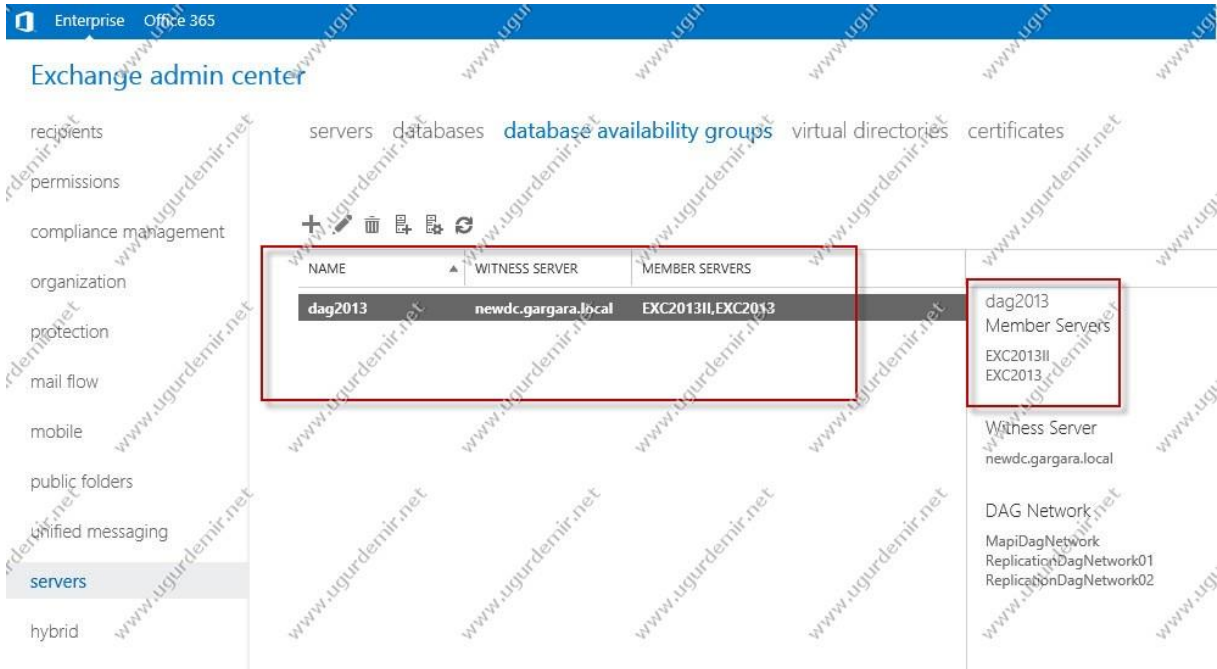 Enterprise Office 365
Exchange admin center
recipients
permissions
compliance management
organization
protection
mail flow
mobile
public folders
unified messaging
servers
hybrid
servers databases database availability groups virtual directories certificates
NAME WITNESS SERVER MEMBER SERVERS
dag2013 newdc.gargara.local EXC2013II,EXC2013
dag2013
Member Servers
EXC2013II
EXC2013
Witness Server
newdc.gargara.local
DAG Network
MapiDagNetwork
ReplicationDagNetwork01
ReplicationDagNetwork02
www.ugurdemir.net